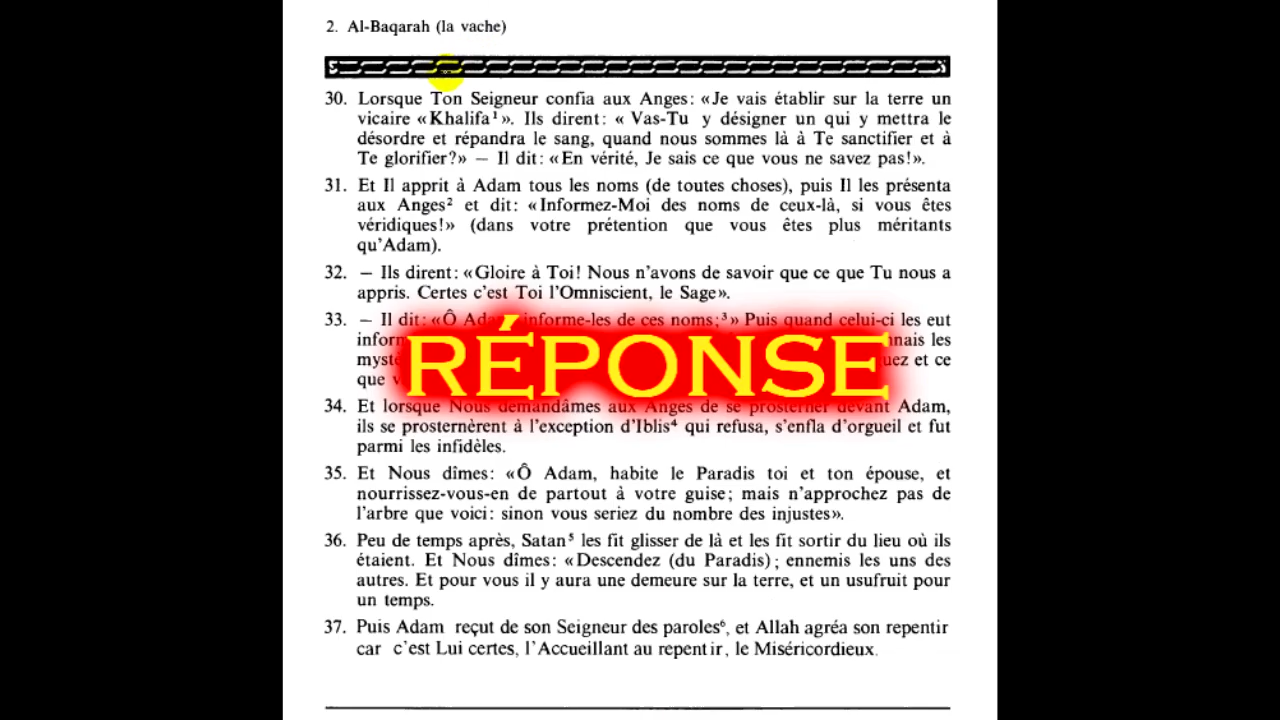 2. Al-Baqarah (la vache)
30. Lorsque Ton Seigneur confia aux Anges: «Je vais établir sur la terre un
vicaire «Khalifa¹». Ils dirent: « Vas-Tu y désigner un qui y mettra le
désordre et répandra le sang, quand nous sommes là à Te sanctifier et à
Te glorifier?» — Il dit: «En vérité, Je sais ce que vous ne savez pas!».
31. Et Il apprit à Adam tous les noms (de toutes choses), puis Il les présenta
aux Anges² et dit: «Informez-Moi des noms de ceux-là, si vous êtes
véridiques!» (dans votre prétention que vous êtes plus méritants
qu'Adam).
32. — Ils dirent: «Gloire à Toi! Nous n'avons de savoir que ce que Tu nous a
appris. Certes c'est Toi l'Omniscient, le Sage».
33. — Il dit: «Ô Adam, informe-les de ces noms;³» Puis quand celui-ci les eut
les
et ce
que
RÉPONSE
34. Et lorsque Nous demandâmes aux Anges de se prosterner devant Adam,
ils se prosternèrent à l'exception d'Iblis⁴ qui refusa, s'enfla d'orgueil et fut
parmi les infidèles.
35. Et Nous dîmes: «Ô Adam, habite le Paradis toi et ton épouse, et
nourrissez-vous-en de partout à votre guise; mais n'approchez pas de
l'arbre que voici: sinon vous seriez du nombre des injustes».
36. Peu de temps après, Satan⁵ les fit glisser de là et les fit sortir du lieu où ils
étaient. Et Nous dîmes: «Descendez (du Paradis); ennemis les uns des
autres. Et pour vous il y aura une demeure sur la terre, et un usufruit pour
un temps.
37. Puis Adam reçut de son Seigneur des paroles⁶, et Allah agréa son repentir
car c'est Lui certes, l'Accueillant au repentir, le Miséricordieux.